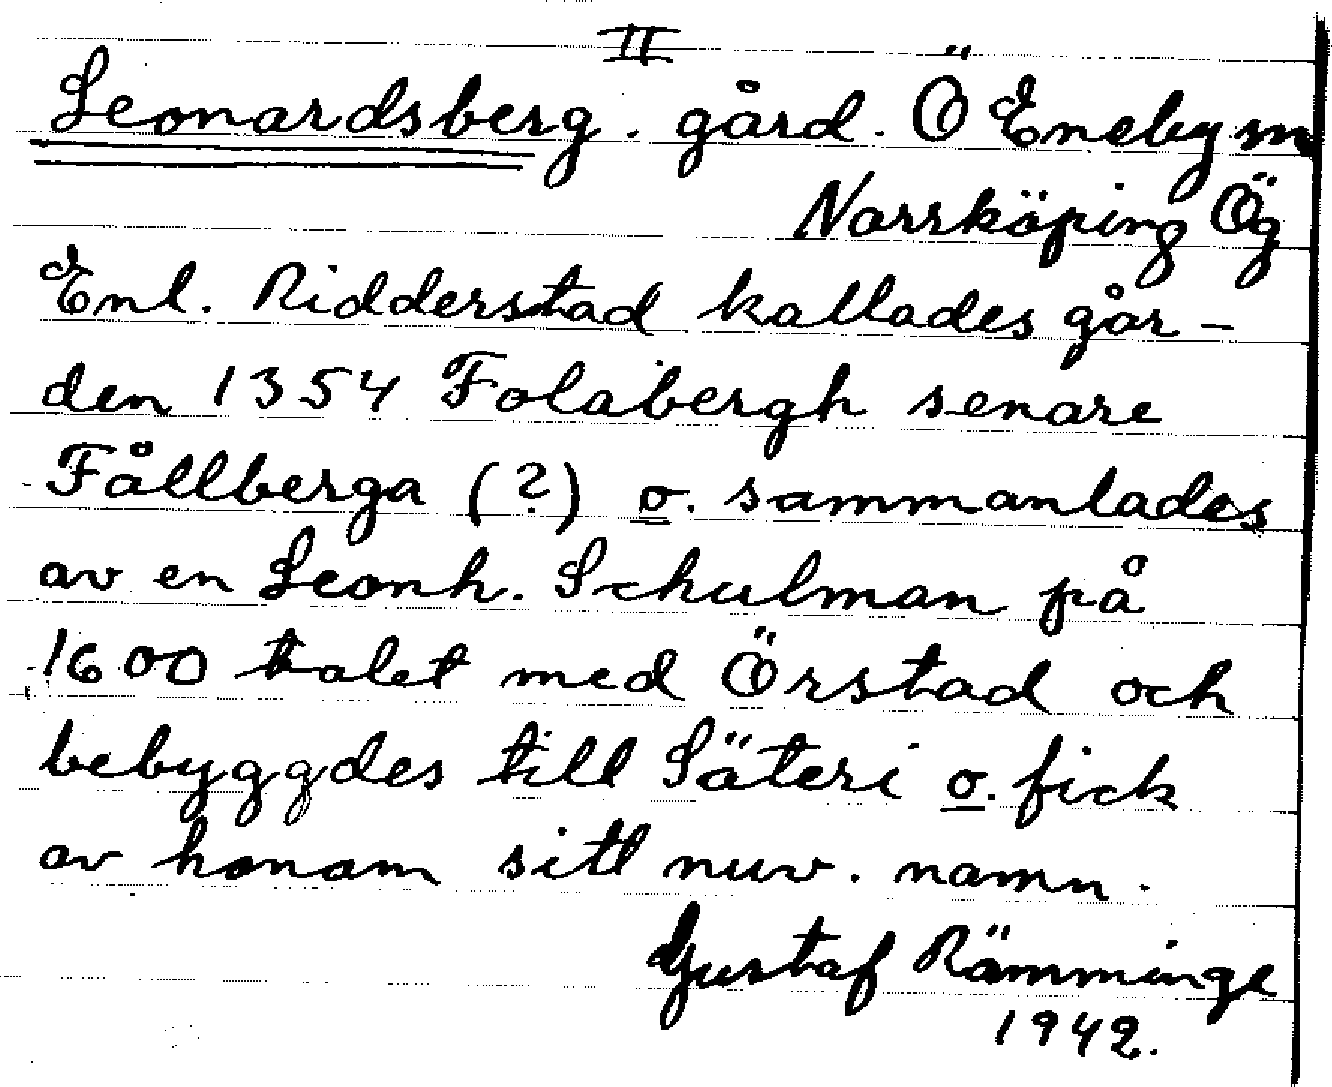 II
Leonardsberg. gård. Ö Eneby sn
Norrköping Ög
Enl. Ridderstad kallades går-
den 1354 Folabergh senare
Fållberga (?) o. sammanlades
av en Leonh. Schulman på
1600 talet med Örstad och
bebyggdes till Säteri o. fick
av honom sitt nuv. namn.
Gustaf Rämminge
1942.